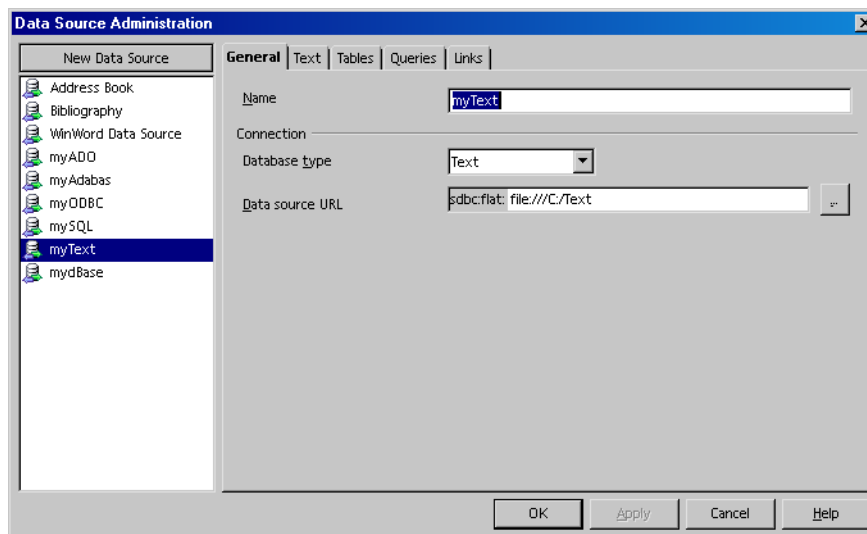 Data Source Administration
New Data Source
Address Book
Bibliography
WinWord Data Source
myADO
myAdabas
myODBC
mySQL
myText
mydBase
General Text Tables Queries Links
Name myText
Connection
Database type Text
Data source URL sdbc:flat: file:///C:/Text ...
OK Apply Cancel Help